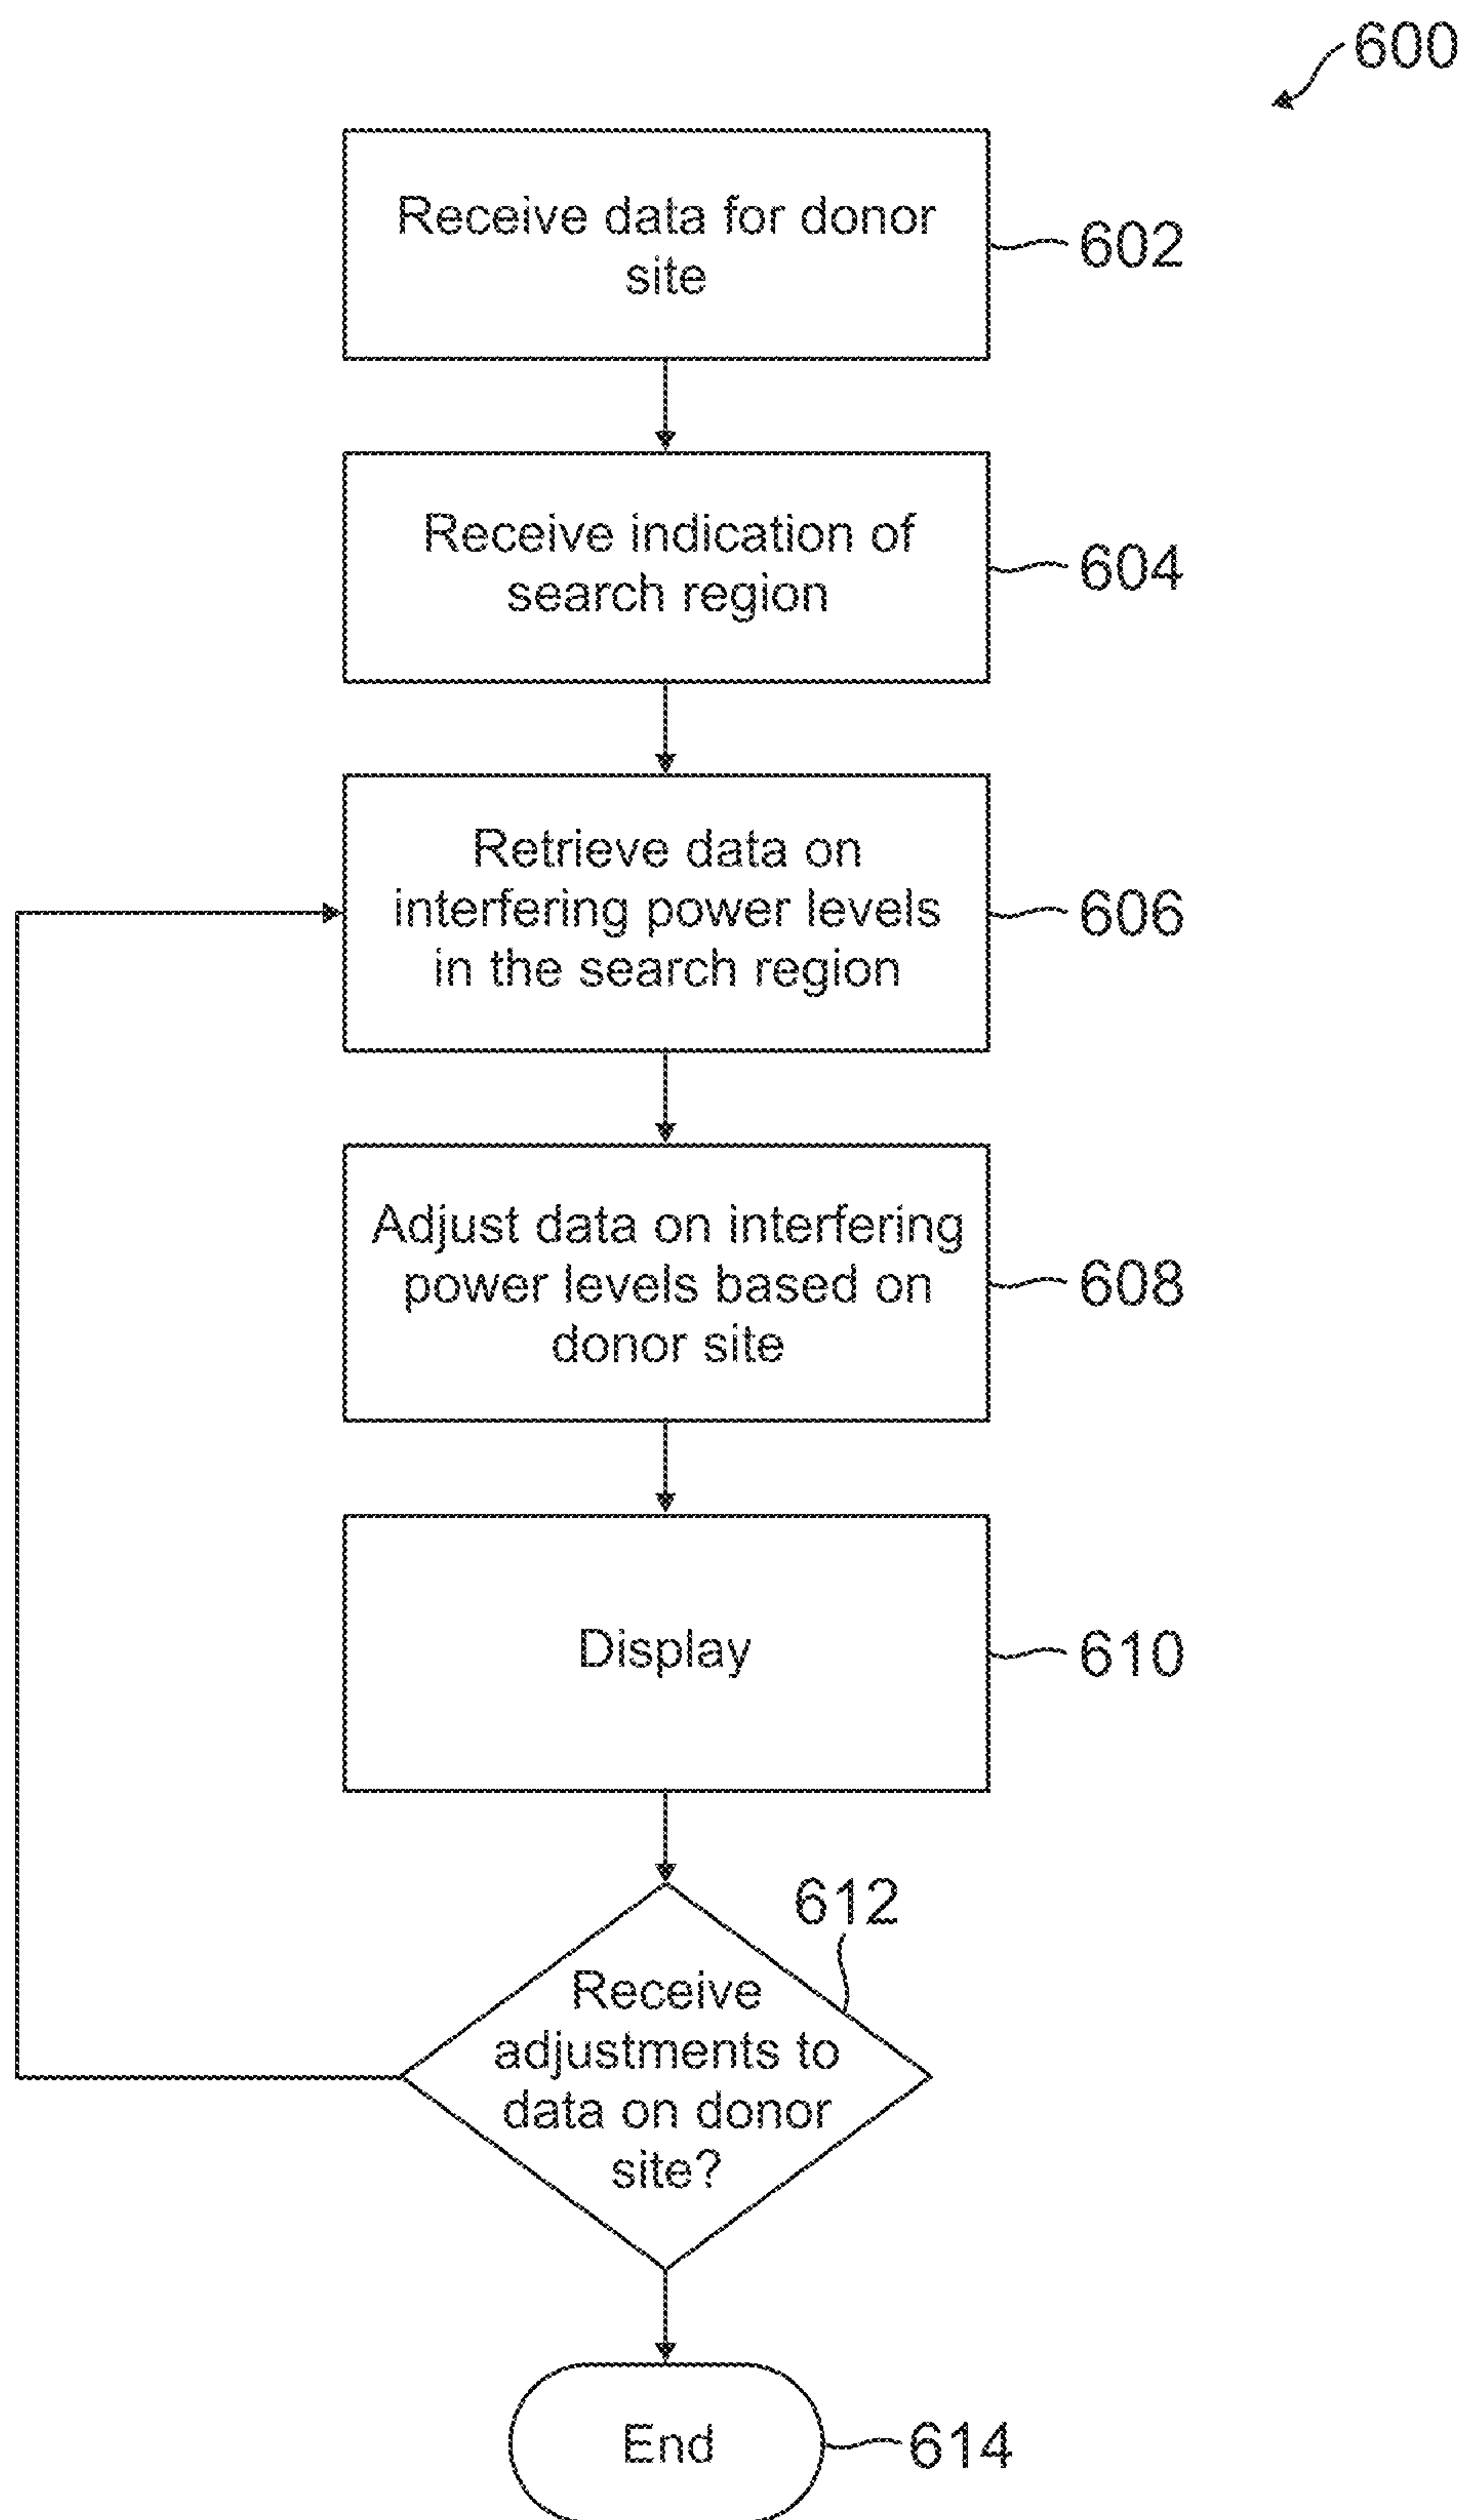 600
Receive data for donor
site
602
Receive indication of
search region
604
Retrieve data on
interfering power levels
in the search region
606
Adjust data on interfering
power levels based on
donor site
608
Display
610
612
Receive
adjustments to
data on donor
site?
End
614